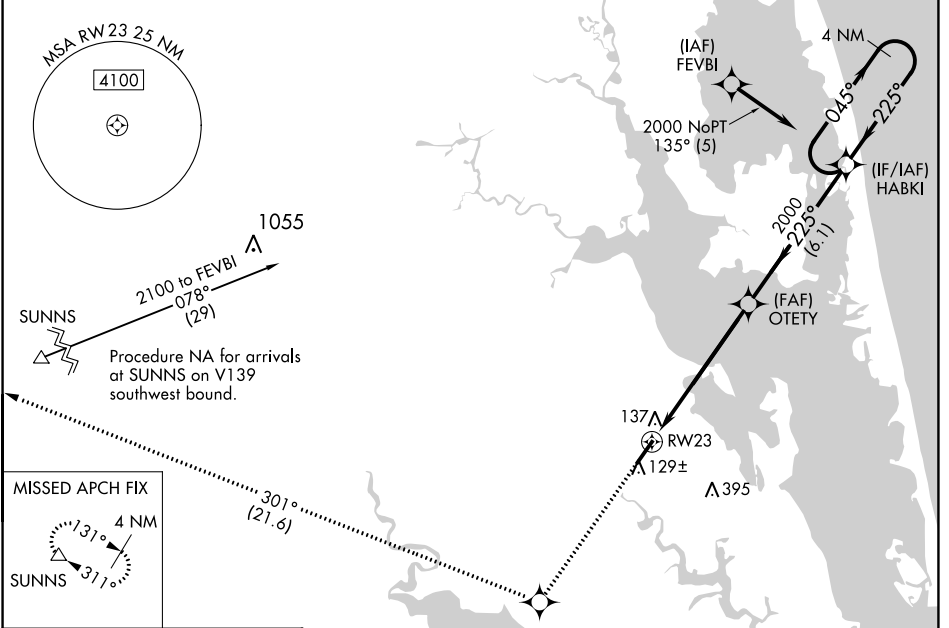 MSA RW23 25 NM
4100
(IAF)
FEVBI
4 NM
045°
225°
2000 NoPT
135° (5)
(IF/IAF)
HABKI
2000
225°
(6.1)
1055
2100 to FEVBI
078°
(29)
SUNNS
(FAF)
OTETY
Procedure NA for arrivals
at SUNNS on V139
southwest bound.
137
RW23
129±
395
301°
(21.6)
MISSED APCH FIX
4 NM
131°
311°
SUNNS